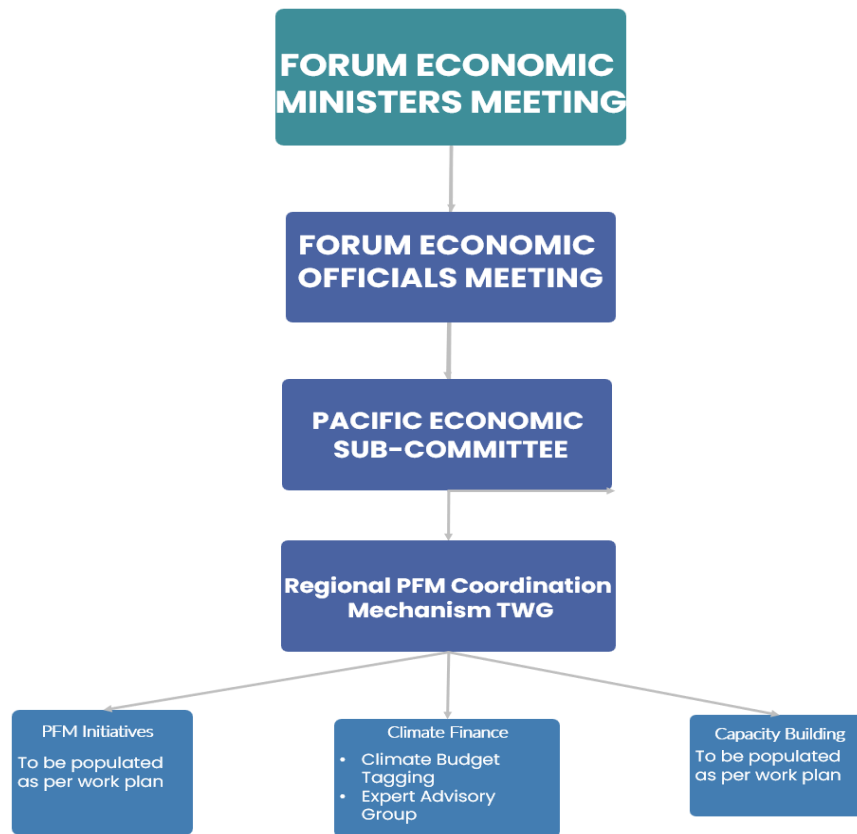 FORUM ECONOMIC
MINISTERS MEETING
FORUM ECONOMIC
OFFICIALS MEETING
PACIFIC ECONOMIC
SUB-COMMITTEE
Regional PFM Coordination
Mechanism TWG
PFM Initiatives
To be populated
as per work plan
Climate Finance
• Climate Budget
Tagging
• Expert Advisory
Group
Capacity Building
To be populated
as per work plan